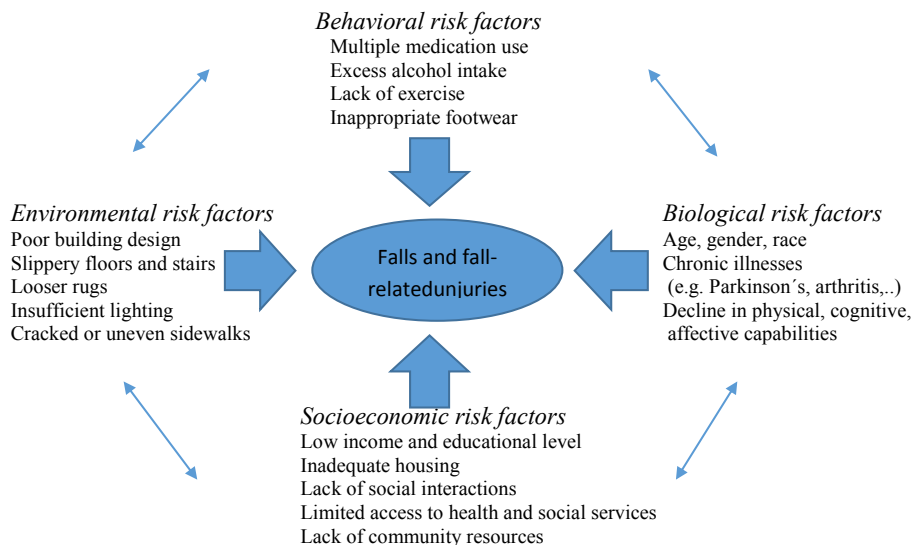 Behavioral risk factors
Multiple medication use
Excess alcohol intake
Lack of exercise
Inappropriate footwear
Environmental risk factors
Poor building design
Slippery floors and stairs
Looser rugs
Insufficient lighting
Cracked or uneven sidewalks
Falls and fall-
relatedunjuries
Biological risk factors
Age, gender, race
Chronic illnesses
(e.g. Parkinson´s, arthritis,..)
Decline in physical, cognitive,
affective capabilities
Socioeconomic risk factors
Low income and educational level
Inadequate housing
Lack of social interactions
Limited access to health and social services
Lack of community resources